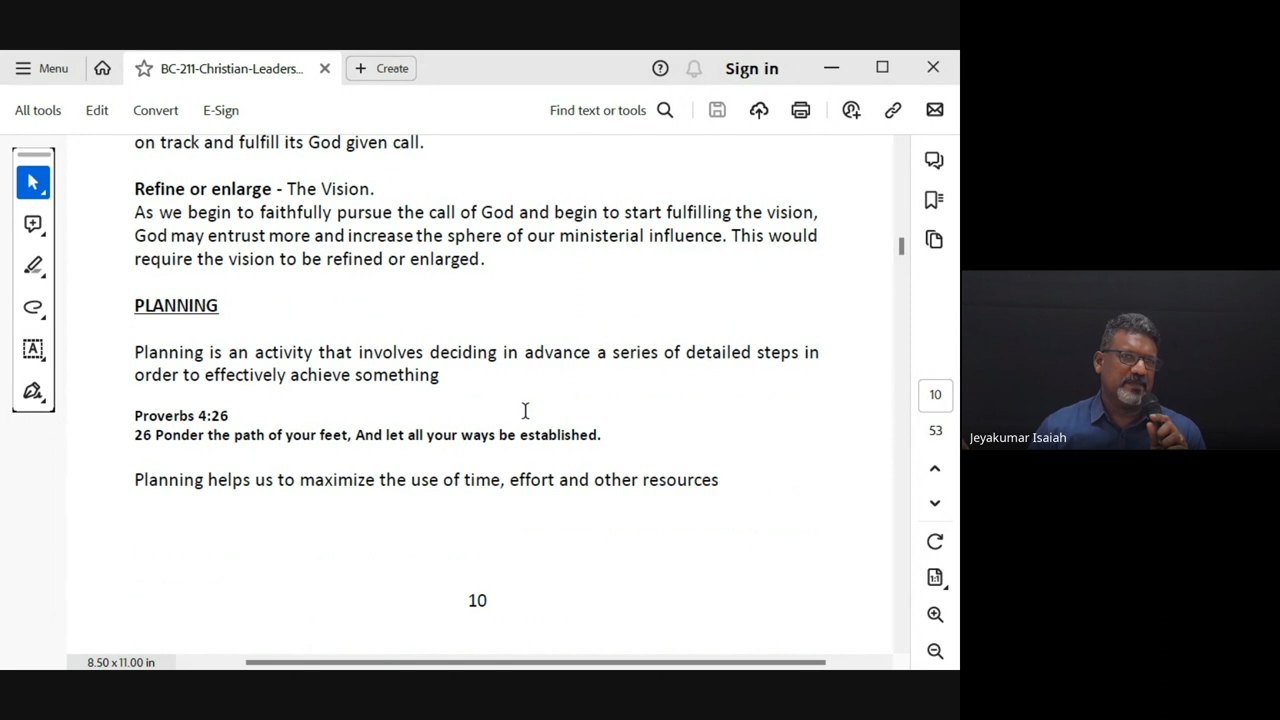 Menu
BC-211-Christian-Leaders...
Create
Sign in
All tools
Edit
Convert
E-Sign
Find text or tools
on track and fulfill its God given call.
Refine or enlarge - The Vision.
As we begin to faithfully pursue the call of God and begin to start fulfilling the vision,
God may entrust more and increase the sphere of our ministerial influence. This would
require the vision to be refined or enlarged.
PLANNING
Planning is an activity that involves deciding in advance a series of detailed steps in
order to effectively achieve something
Proverbs 4:26
26 Ponder the path of your feet, And let all your ways be established.
Planning helps us to maximize the use of time, effort and other resources
10
8.50 x 11.00 in
10
53
1:1
Jeyakumar Isaiah